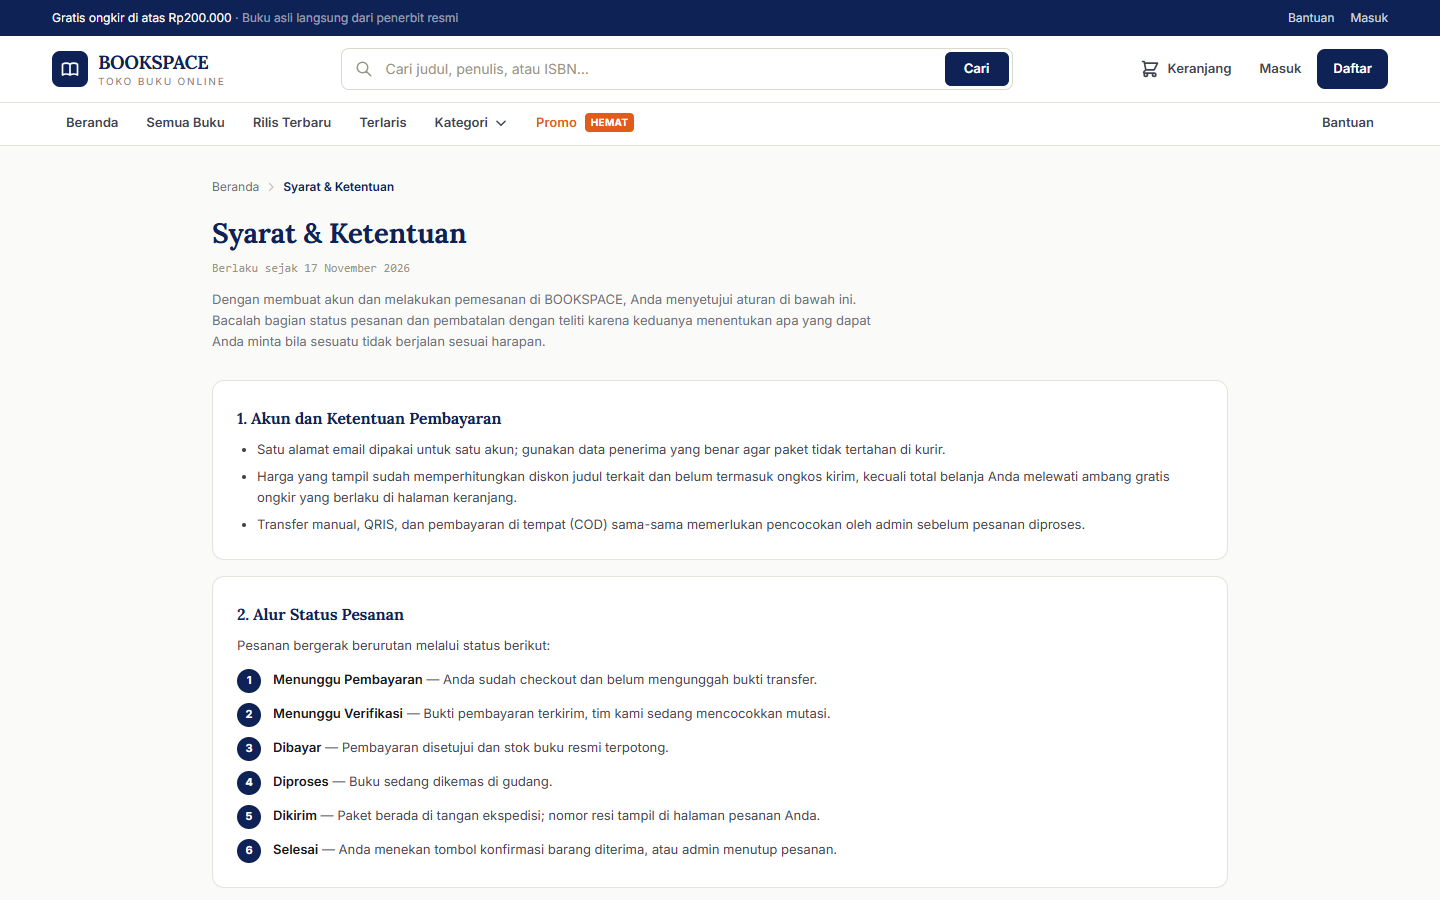 Gratis ongkir di atas Rp200.000 · Buku asli langsung dari penerbit resmi
Bantuan Masuk
BOOKSPACE
TOKO BUKU ONLINE
Cari judul, penulis, atau ISBN...
Cari
Keranjang
Masuk
Daftar
Beranda Semua Buku Rilis Terbaru Terlaris Kategori Promo HEMAT Bantuan
Beranda > Syarat & Ketentuan
Syarat & Ketentuan
Berlaku sejak 17 November 2026
Dengan membuat akun dan melakukan pemesanan di BOOKSPACE, Anda menyetujui aturan di bawah ini.
Bacalah bagian status pesanan dan pembatalan dengan teliti karena keduanya menentukan apa yang dapat
Anda minta bila sesuatu tidak berjalan sesuai harapan.
1. Akun dan Ketentuan Pembayaran
• Satu alamat email dipakai untuk satu akun; gunakan data penerima yang benar agar paket tidak tertahan di kurir.
• Harga yang tampil sudah memperhitungkan diskon judul terkait dan belum termasuk ongkos kirim, kecuali total belanja Anda melewati ambang gratis
ongkir yang berlaku di halaman keranjang.
• Transfer manual, QRIS, dan pembayaran di tempat (COD) sama-sama memerlukan pencocokan oleh admin sebelum pesanan diproses.
2. Alur Status Pesanan
Pesanan bergerak berurutan melalui status berikut:
1 Menunggu Pembayaran — Anda sudah checkout dan belum mengunggah bukti transfer.
2 Menunggu Verifikasi — Bukti pembayaran terkirim, tim kami sedang mencocokkan mutasi.
3 Dibayar — Pembayaran disetujui dan stok buku resmi terpotong.
4 Diproses — Buku sedang dikemas di gudang.
5 Dikirim — Paket berada di tangan ekspedisi; nomor resi tampil di halaman pesanan Anda.
6 Selesai — Anda menekan tombol konfirmasi barang diterima, atau admin menutup pesanan.